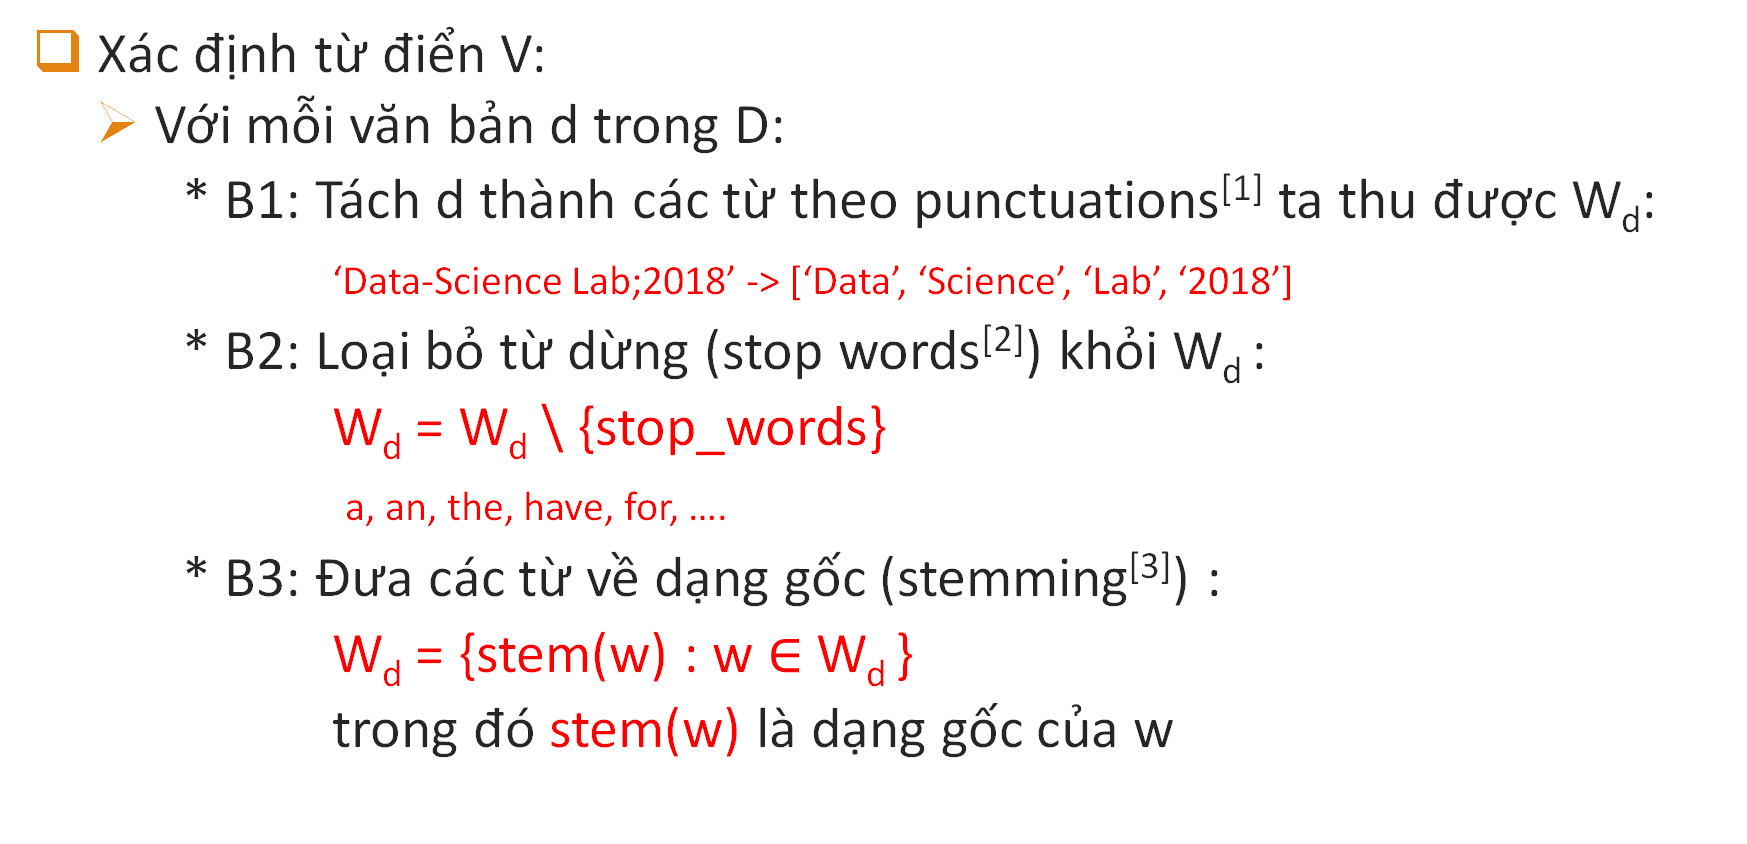 Xác định từ điển V:
Với mỗi văn bản d trong D:
* B1: Tách d thành các từ theo punctuations[1] ta thu được Wd:
‘Data-Science Lab;2018’ -> [‘Data’, ‘Science’, ‘Lab’, ‘2018’]
* B2: Loại bỏ từ dừng (stop words[2]) khỏi Wd :
Wd = Wd \ {stop_words}
a, an, the, have, for, ….
* B3: Đưa các từ về dạng gốc (stemming[3]) :
Wd = {stem(w) : w ∈ Wd }
trong đó stem(w) là dạng gốc của w